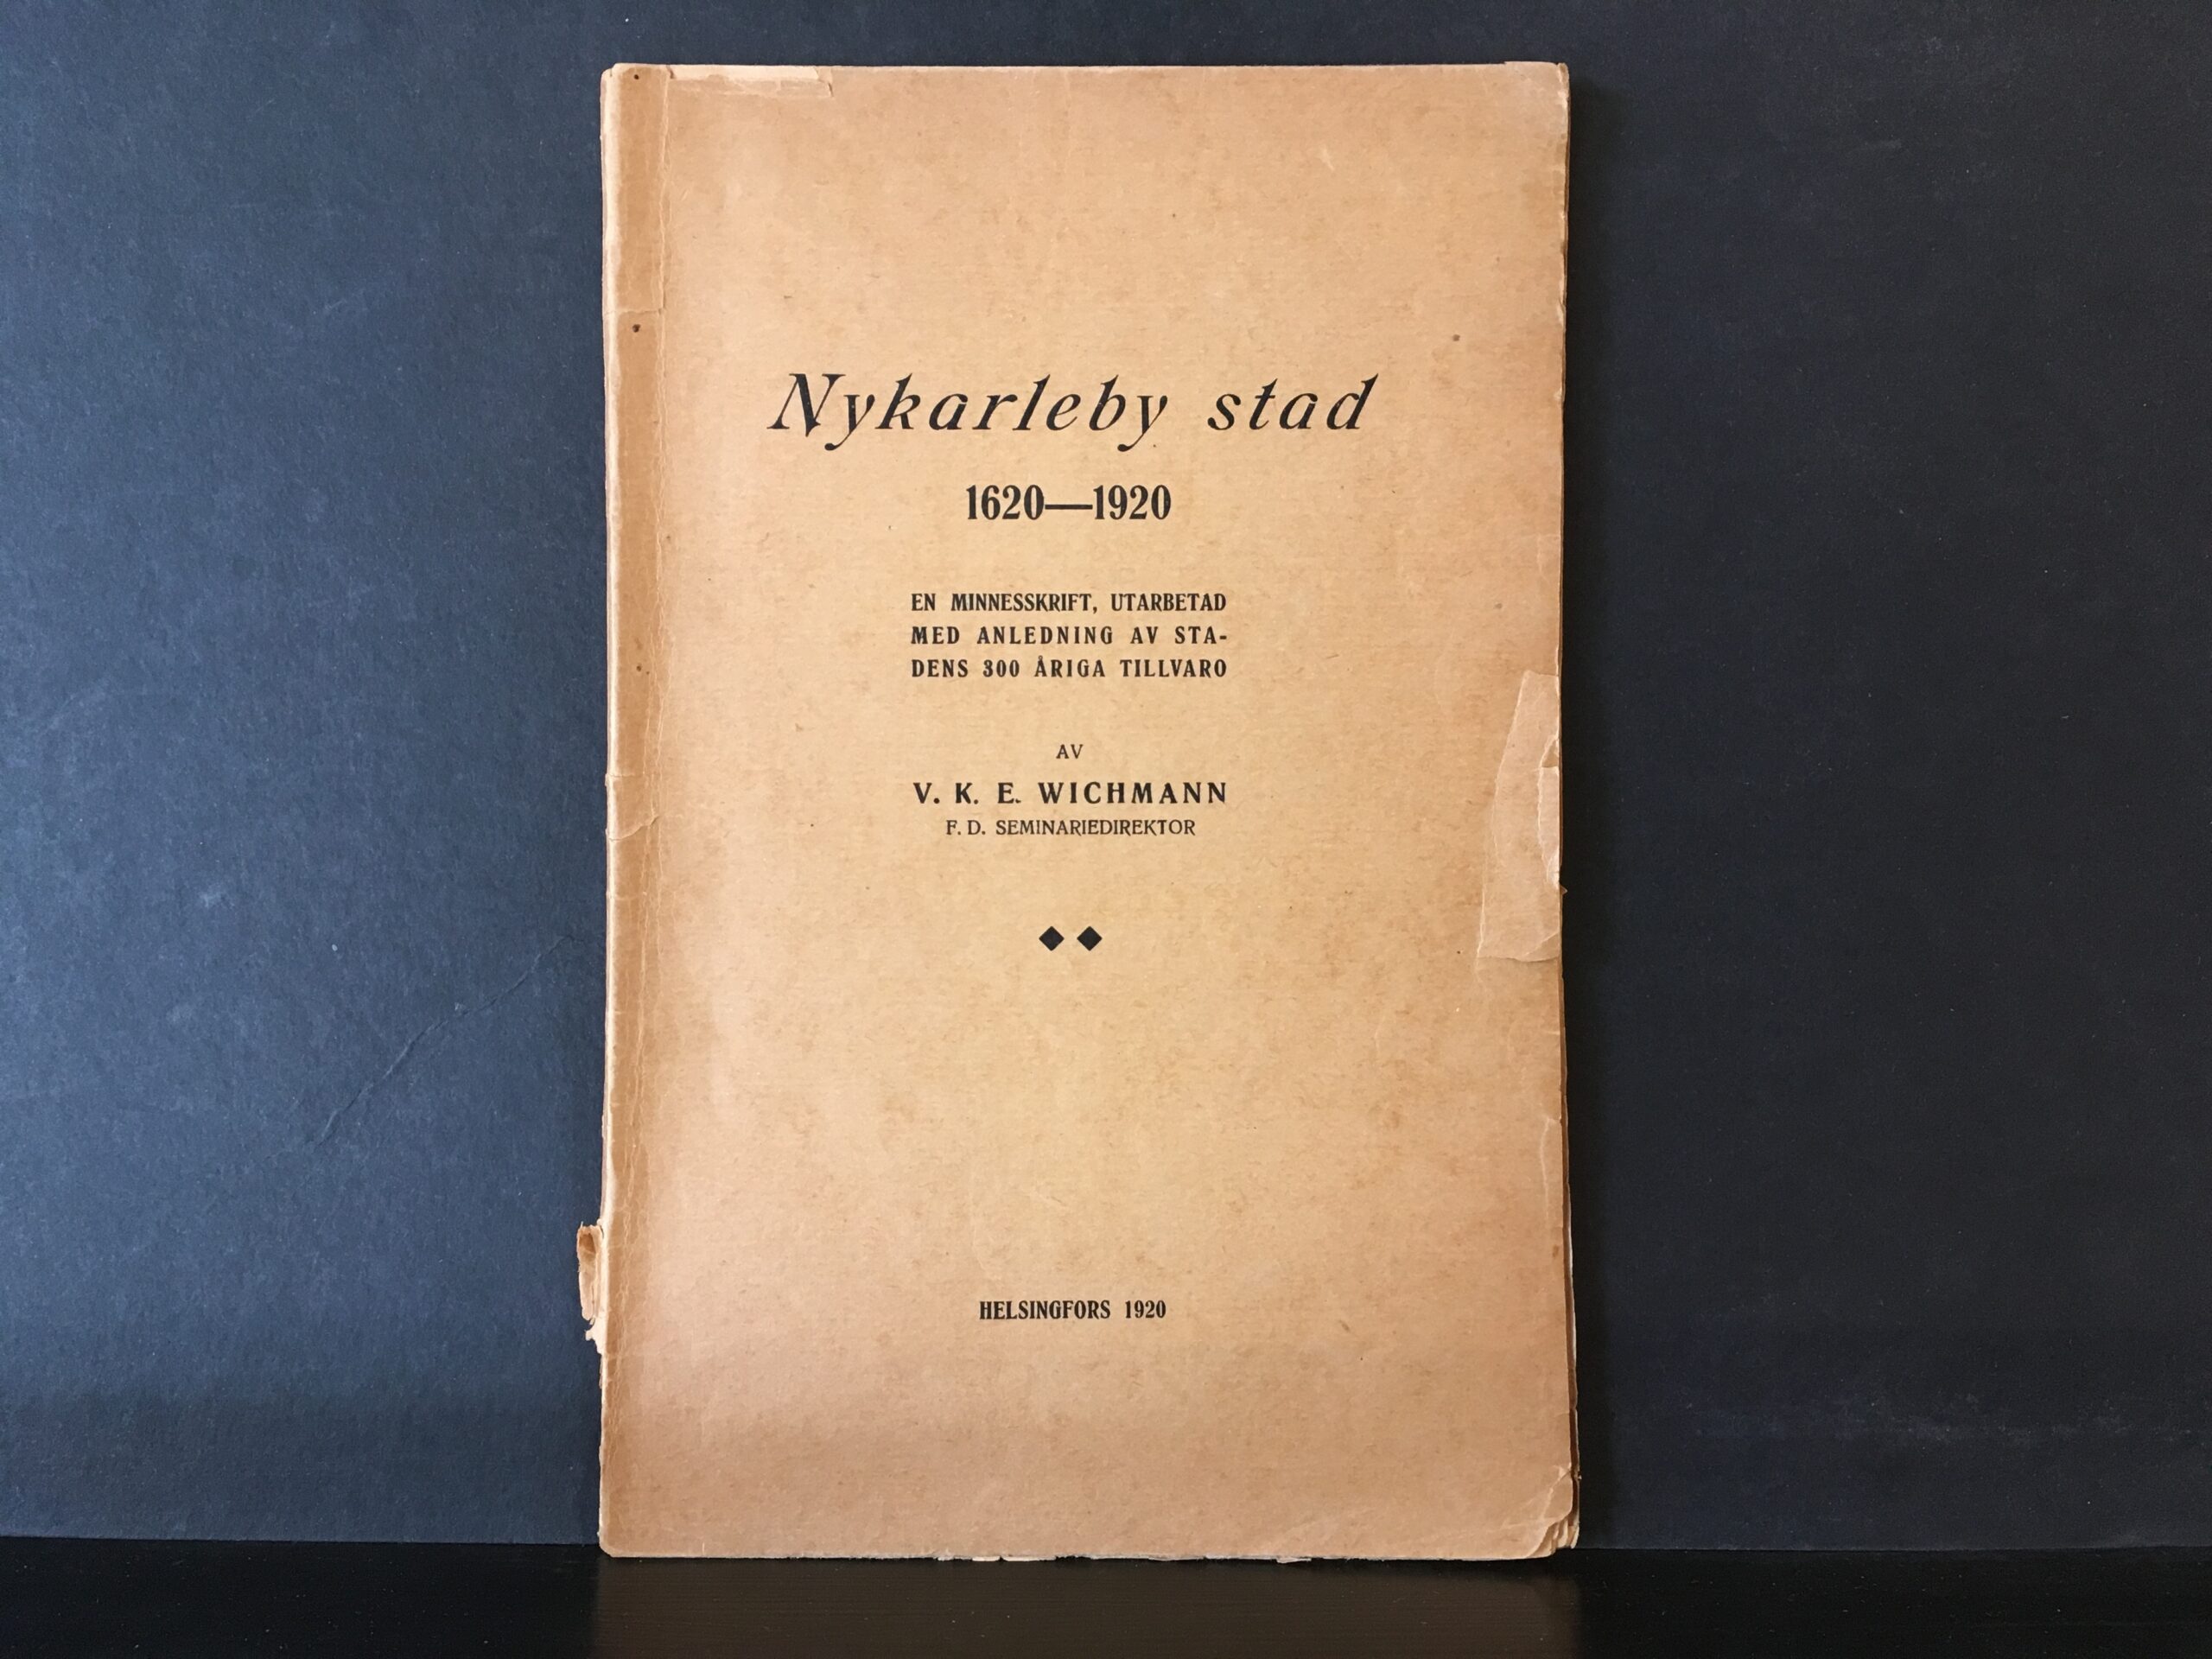 Nykarleby stad
1620—1920
EN MINNESSKRIFT, UTARBETAD
MED ANLEDNING AV STA-
DENS 300 ÅRIGA TILLVARO
AV
V. K. E. WICHMANN
F. D. SEMINARIEDIREKTOR
HELSINGFORS 1920